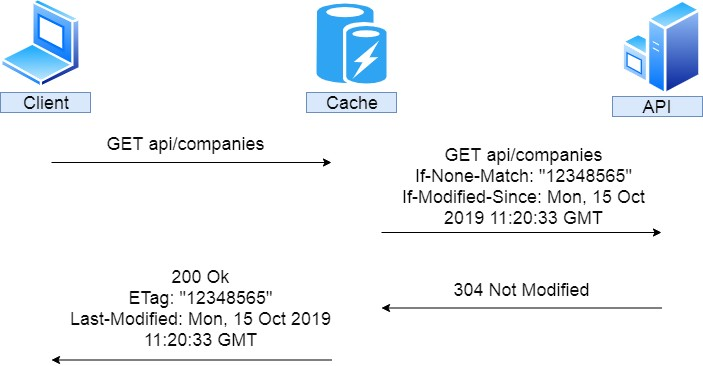 Client
Cache
API
GET api/companies
GET api/companies
If-None-Match: "12348565"
If-Modified-Since: Mon, 15 Oct
2019 11:20:33 GMT
200 Ok
ETag: "12348565"
Last-Modified: Mon, 15 Oct 2019
11:20:33 GMT
304 Not Modified